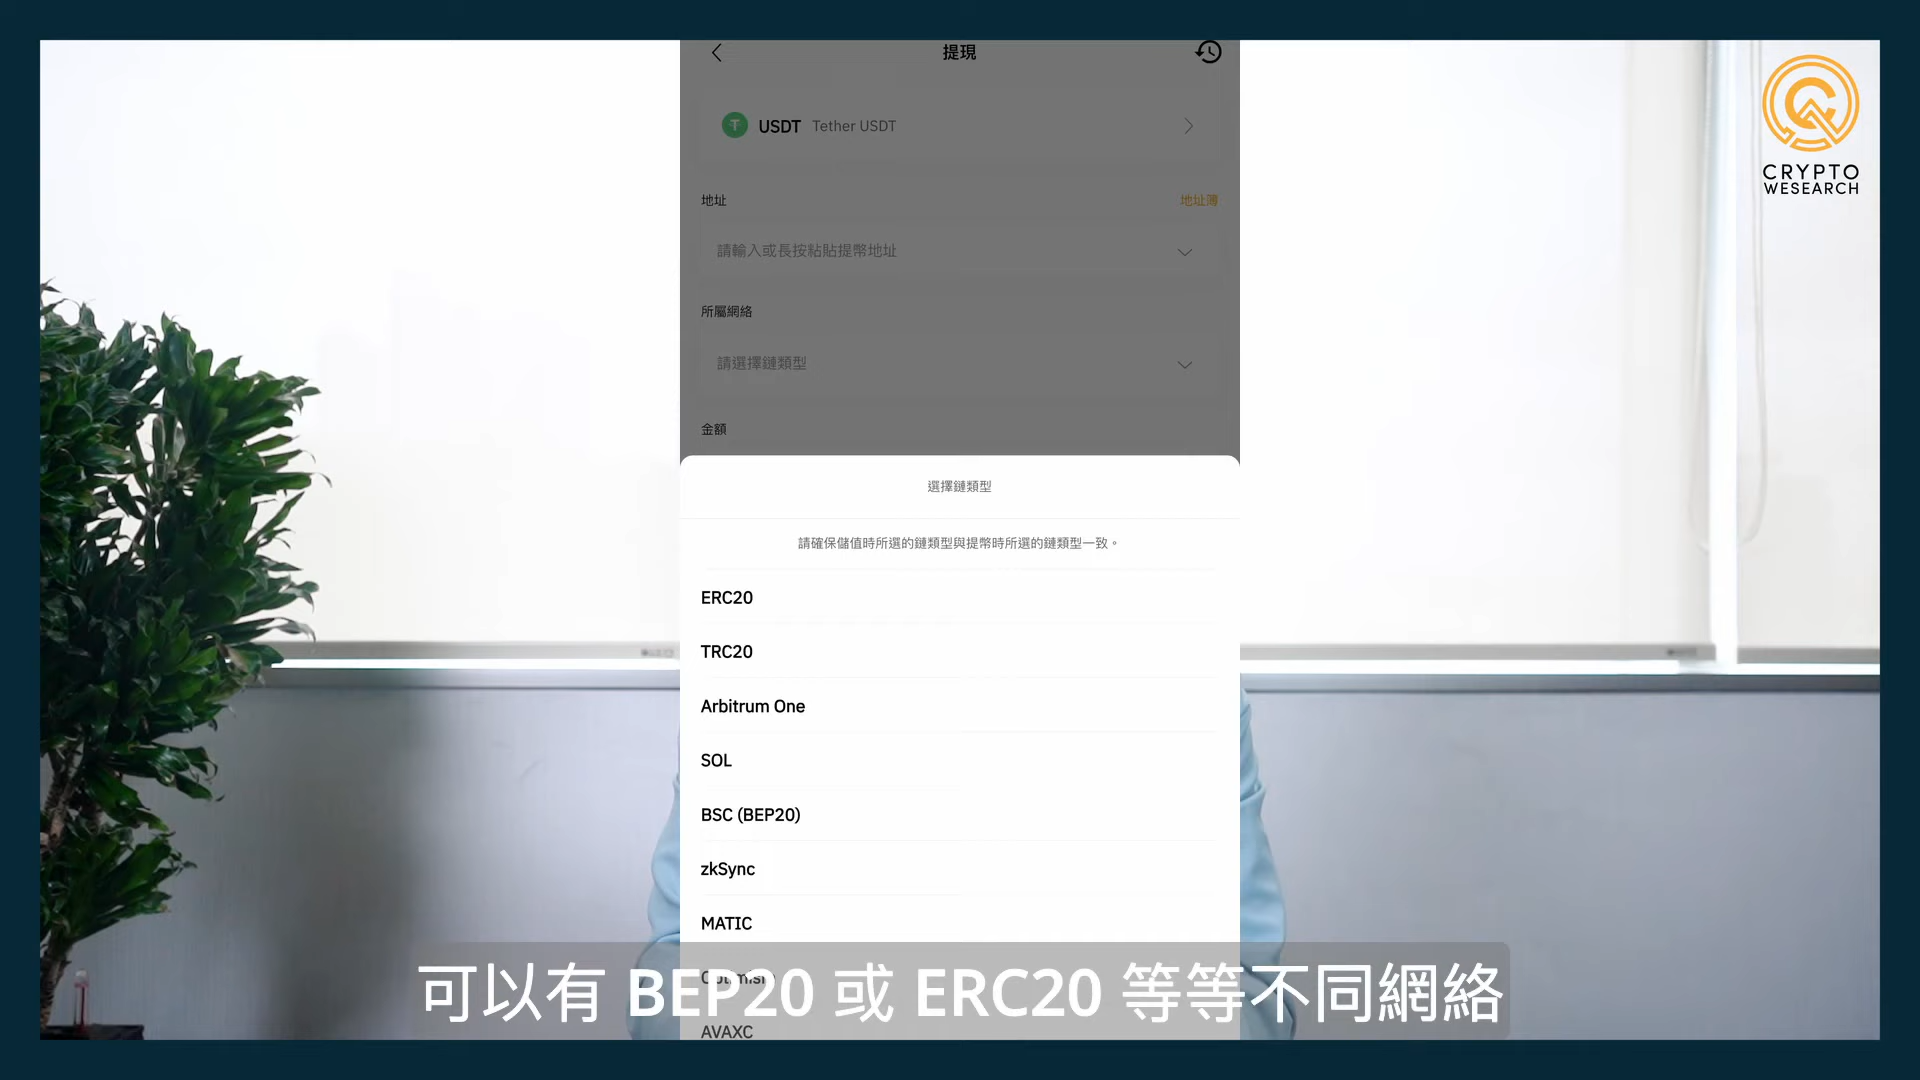 提現
USDT Tether USDT
地址 地址簿
請輸入或長按粘貼提幣地址
所屬網絡
請選擇鏈類型
金額
選擇鏈類型
請確保儲值時所選的鏈類型與提幣時所選的鏈類型一致。
ERC20
TRC20
Arbitrum One
SOL
BSC (BEP20)
zkSync
MATIC
Optimism
AVAXC
可以有 BEP20 或 ERC20 等等不同網絡
CRYPTO
WESEARCH